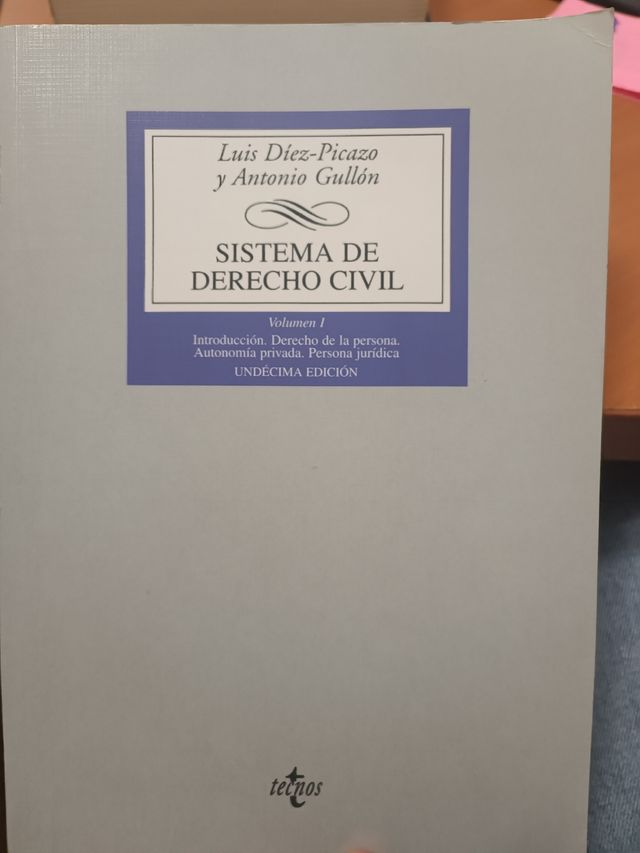 Luis Díez-Picazo
y Antonio Gullón
SISTEMA DE
DERECHO CIVIL
Volumen I
Introducción. Derecho de la persona.
Autonomía privada. Persona jurídica
UNDÉCIMA EDICIÓN
tecnos